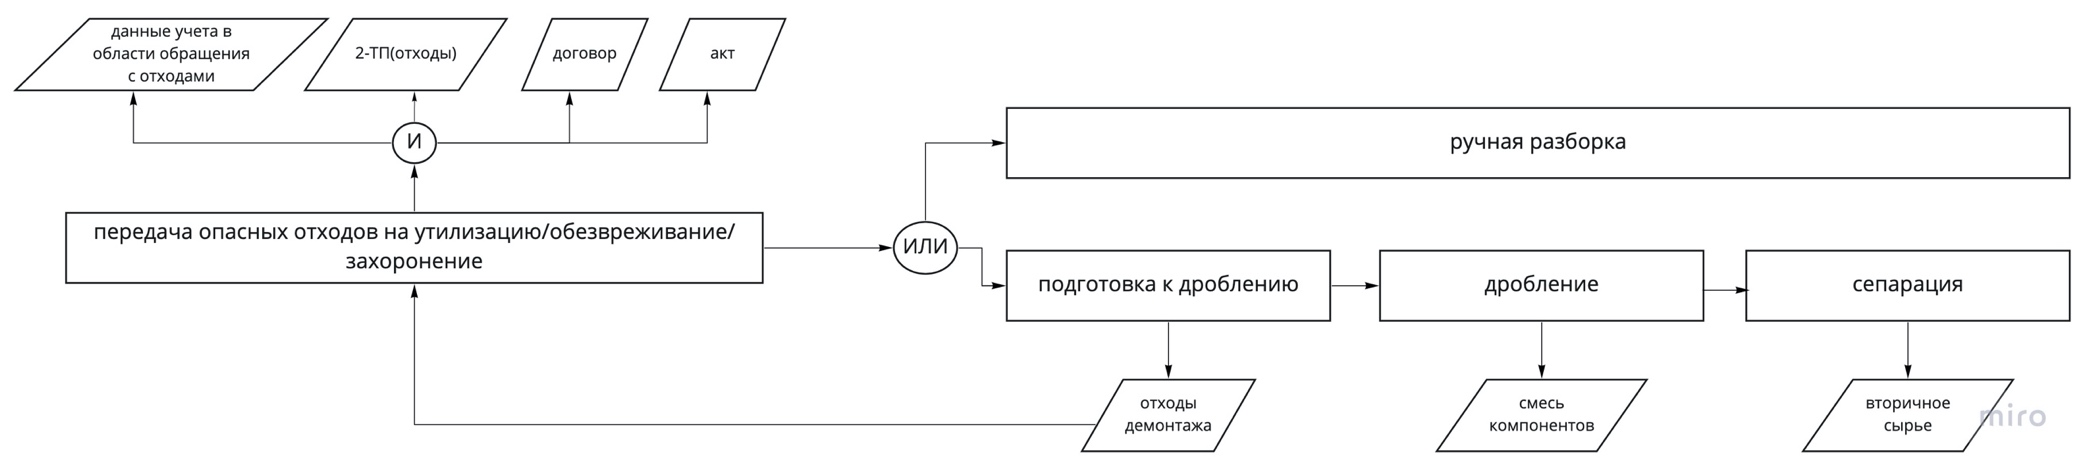 данные учета в
области обращения
с отходами
2-ТП(отходы)
договор
акт
И
ручная разборка
передача опасных отходов на утилизацию/обезвреживание/
захоронение
ИЛИ
подготовка к дроблению
дробление
сепарация
отходы
демонтажа
смесь
компонентов
вторичное
сырье
miro